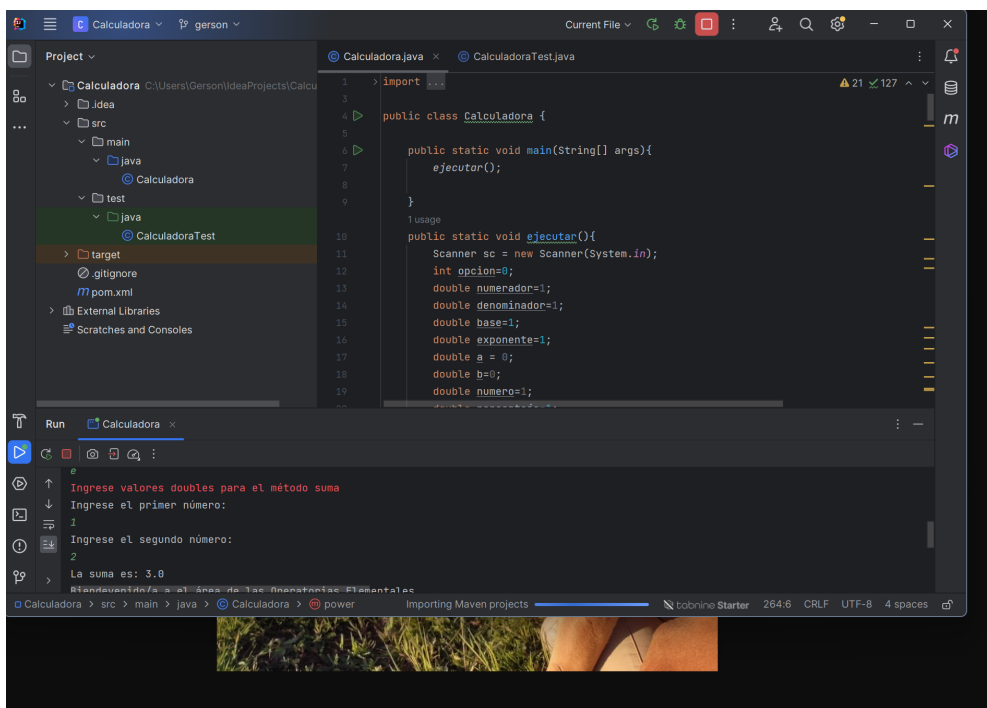 C Calculadora gerson Current File
Project
Calculadora.java CalculadoraTest.java
Calculadora C:\Users\Gerson\IdeaProjects\Calcu
.idea
src
main
java
Calculadora
test
java
CalculadoraTest
target
.gitignore
pom.xml
External Libraries
Scratches and Consoles
21 127
1 import ...
3
4 public class Calculadora {
5
6 public static void main(String[] args){
7 ejecutar();
8
9 }
1 usage
10 public static void ejecutar(){
11 Scanner sc = new Scanner(System.in);
12 int opcion=0;
13 double numerador=1;
14 double denominador=1;
15 double base=1;
16 double exponente=1;
17 double a = 0;
18 double b=0;
19 double numero=1;
Run Calculadora
e
Ingrese valores doubles para el método suma
Ingrese el primer número:
1
Ingrese el segundo número:
2
La suma es: 3.0
Biendevenido/a a el área de las Operatorias Elementales
Calculadora > src > main > java > Calculadora > power Importing Maven projects tabnine Starter 264:6 CRLF UTF-8 4 spaces